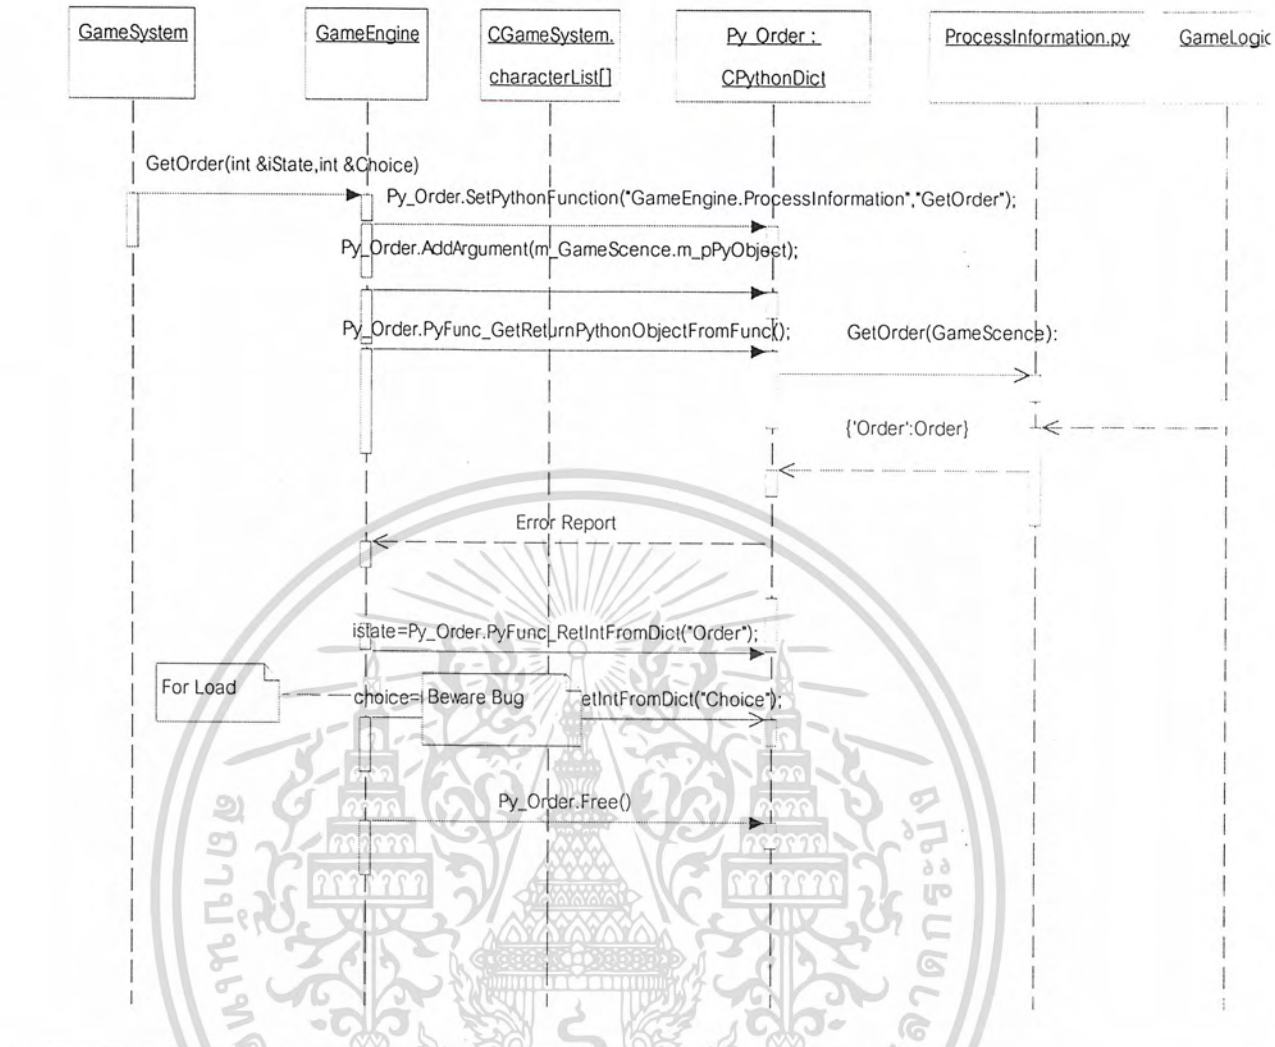 GameSystem
GameEngine
CGameSystem.
characterList[]
Py_Order :
CPythonDict
ProcessInformation.py
GameLogic
GetOrder(int &iState,int &Choice)
Py_Order.SetPythonFunction("GameEngine.ProcessInformation","GetOrder");
Py_Order.AddArgument(m_GameScence.m_pPyObject);
Py_Order.PyFunc_GetReturnPythonObjectFromFunc();
GetOrder(GameScence):
{'Order':Order}
Error Report
istate=Py_Order.PyFunc_RetIntFromDict("Order");
For Load
choice=
Beware Bug
etIntFromDict("Choice");
Py_Order.Free()